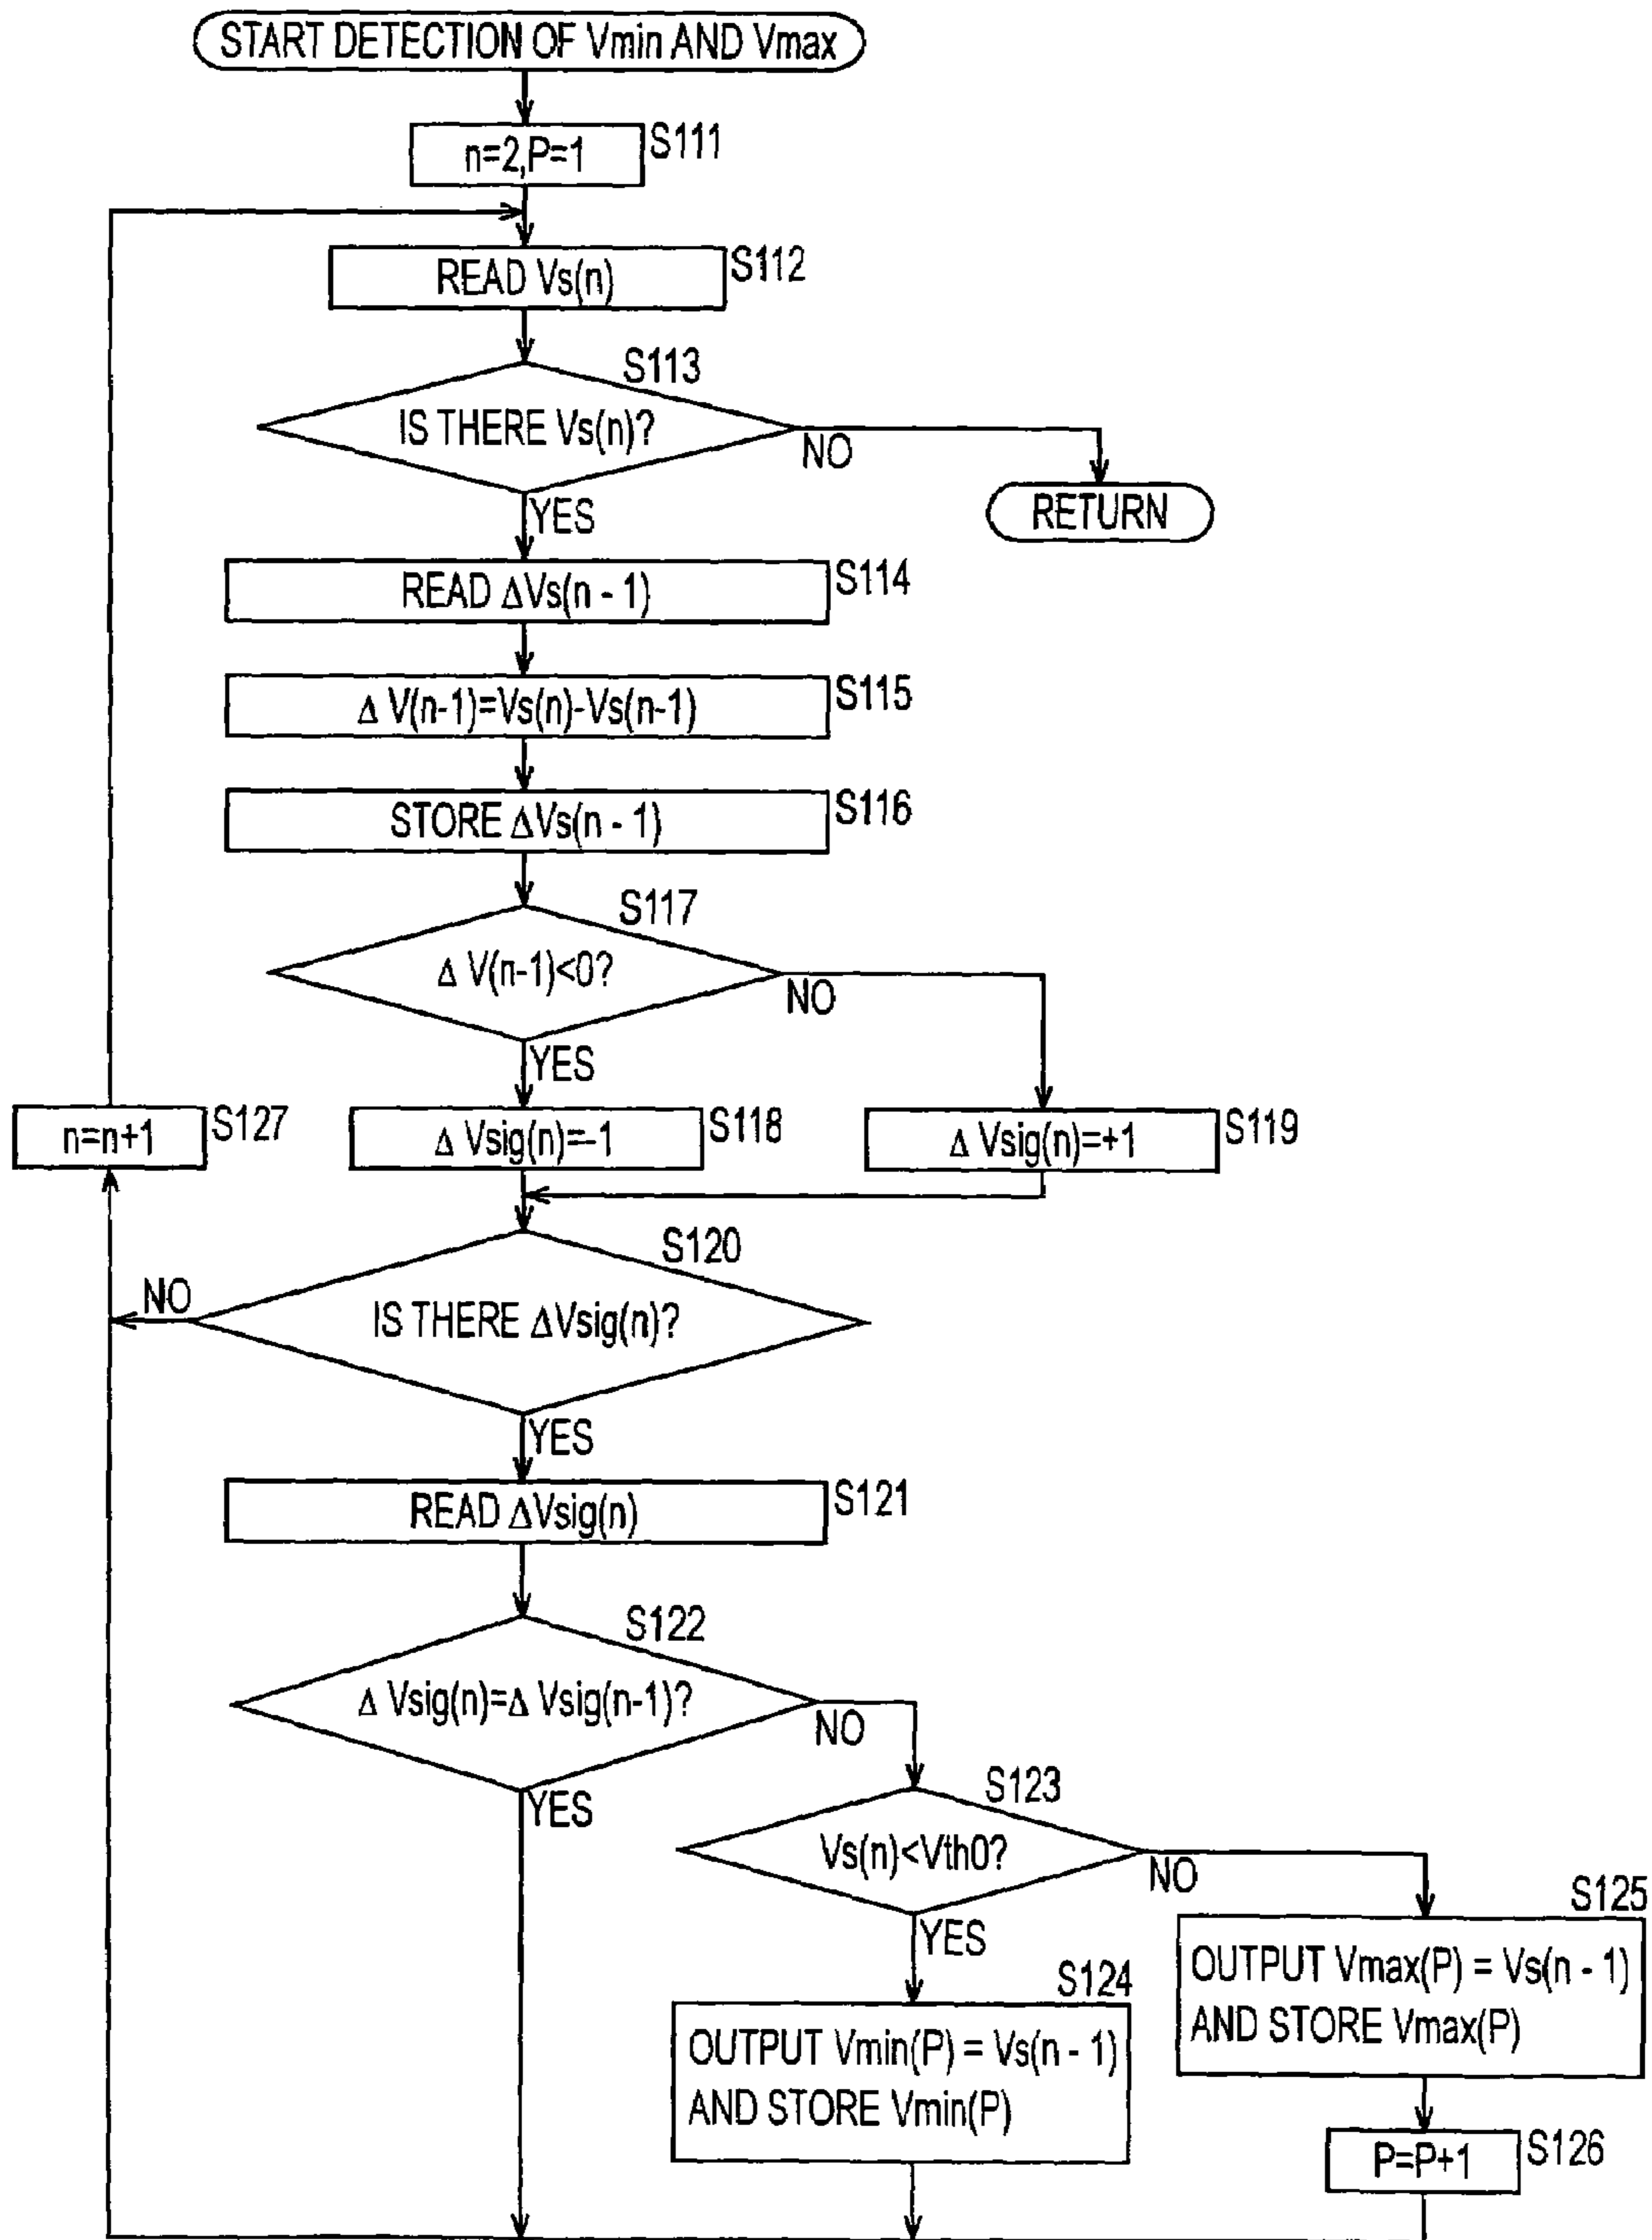 START DETECTION OF Vmin AND Vmax
n=2,P=1
S111
READ Vs(n)
S112
S113
IS THERE Vs(n)?
NO
YES
RETURN
READ ΔVs(n - 1)
S114
Δ V(n-1)=Vs(n)-Vs(n-1)
S115
STORE ΔVs(n - 1)
S116
S117
Δ V(n-1)<0?
NO
YES
n=n+1
S127
Δ Vsig(n)=-1
S118
Δ Vsig(n)=+1
S119
S120
NO
IS THERE ΔVsig(n)?
YES
READ ΔVsig(n)
S121
S122
Δ Vsig(n)=Δ Vsig(n-1)?
NO
YES
S123
Vs(n)<Vth0?
NO
YES
S125
OUTPUT Vmax(P) = Vs(n - 1)
AND STORE Vmax(P)
S124
OUTPUT Vmin(P) = Vs(n - 1)
AND STORE Vmin(P)
P=P+1
S126